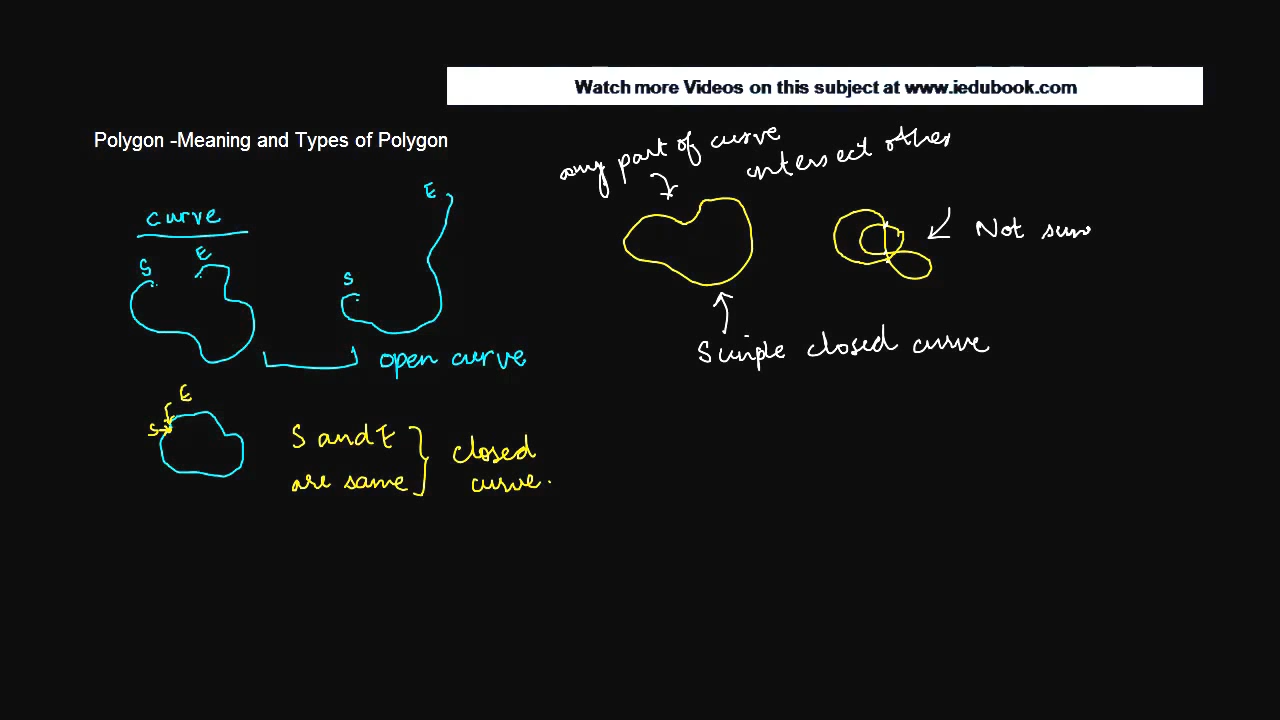 Watch more Videos on this subject at www.iedubook.com
Polygon -Meaning and Types of Polygon
any part of curve
intersect other
curve
S
E
S
E
open curve
Not sim
Simple closed curve
E
S
S and E
are same
closed
curve.